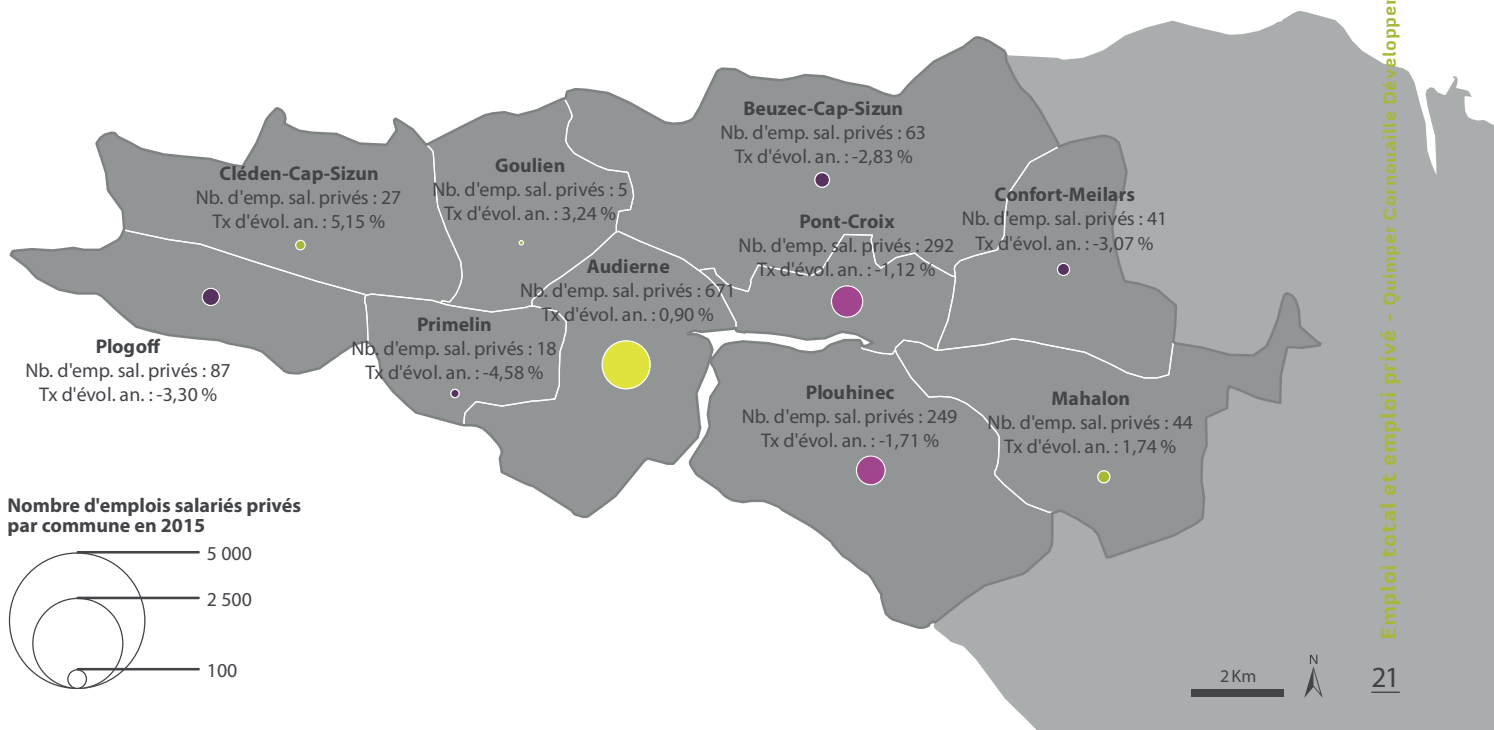 Beuzec-Cap-Sizun
Nb. d'emp. sal. privés : 63
Tx d'évol. an. : -2,83 %
Cléden-Cap-Sizun
Nb. d'emp. sal. privés : 27
Tx d'évol. an. : 5,15 %
Goulien
Nb. d'emp. sal. privés : 5
Tx d'évol. an. : 3,24 %
Confort-Meilars
Nb. d'emp. sal. privés : 41
Tx d'évol. an. : -3,07 %
Pont-Croix
Nb. d'emp. sal. privés : 292
Tx d'évol. an. : -1,12 %
Audierne
Nb. d'emp. sal. privés : 671
Tx d'évol. an. : 0,90 %
Primelin
Nb. d'emp. sal. privés : 18
Tx d'évol. an. : -4,58 %
Plogoff
Nb. d'emp. sal. privés : 87
Tx d'évol. an. : -3,30 %
Plouhinec
Nb. d'emp. sal. privés : 249
Tx d'évol. an. : -1,71 %
Mahalon
Nb. d'emp. sal. privés : 44
Tx d'évol. an. : 1,74 %
Nombre d'emplois salariés privés
par commune en 2015
5 000
2 500
100
2 Km
N
Emploi total et emploi privé - Quimper Cornouaille
21